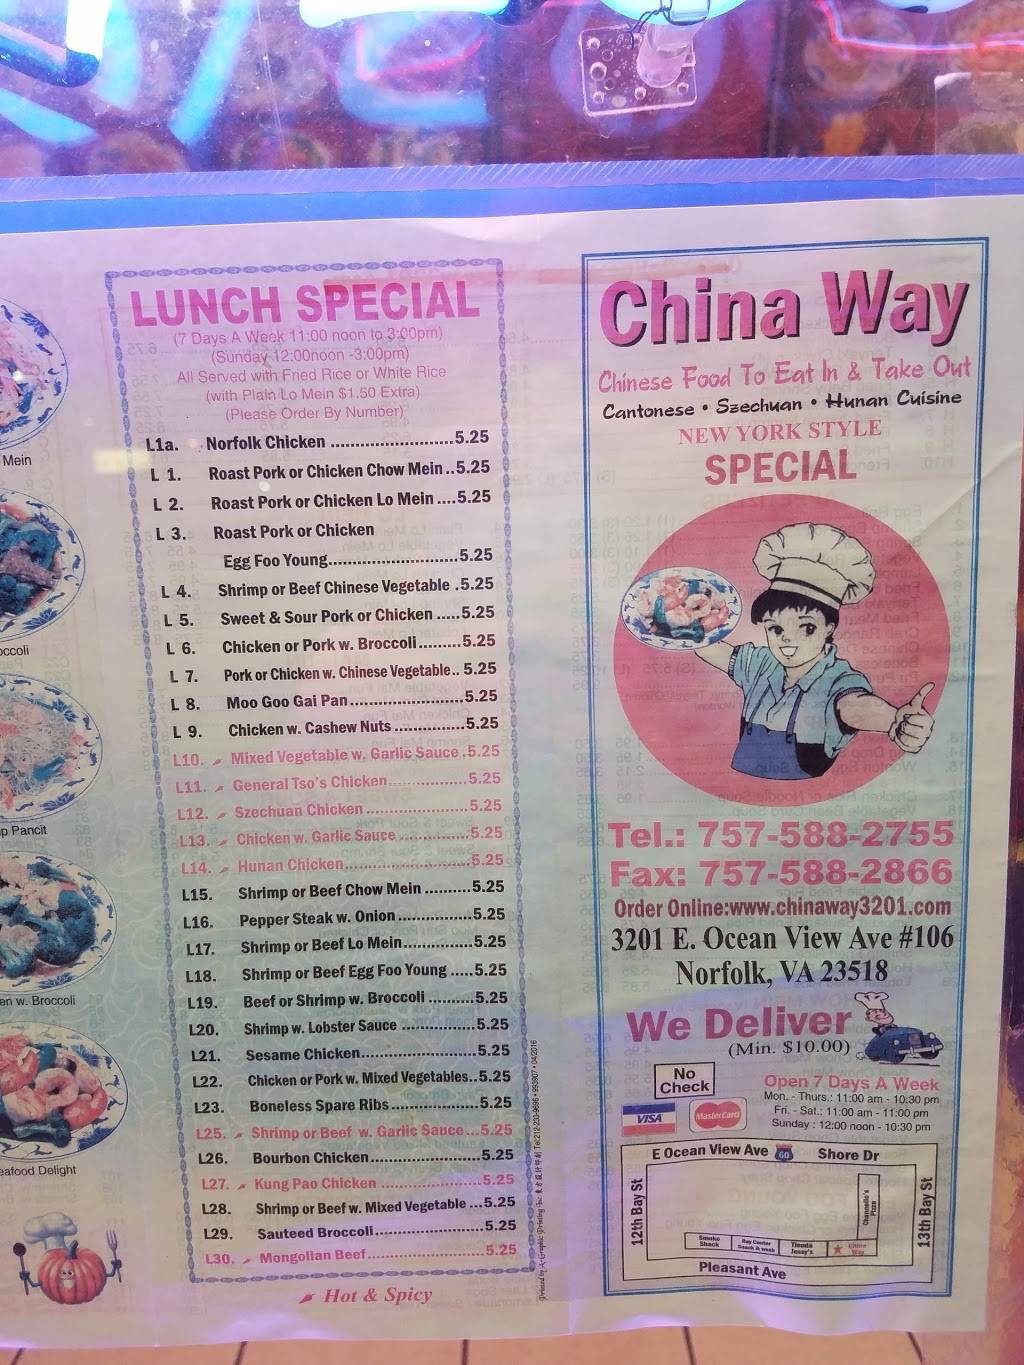 Mein
occoli
p Pancit
en w. Broccoli
eafood Delight
LUNCH SPECIAL
(7 Days A Week 11:00 noon to 3:00pm)
(Sunday 12:00noon -3:00pm)
All Served with Fried Rice or White Rice
(with Plain Lo Mein $1.50 Extra)
(Please Order By Number)
L1a. Norfolk Chicken ..........................5.25
L 1. Roast Pork or Chicken Chow Mein..5.25
L 2. Roast Pork or Chicken Lo Mein ....5.25
L 3. Roast Pork or Chicken
Egg Foo Young............................5.25
L 4. Shrimp or Beef Chinese Vegetable .5.25
L 5. Sweet & Sour Pork or Chicken .....5.25
L 6. Chicken or Pork w. Broccoli.........5.25
L 7. Pork or Chicken w. Chinese Vegetable.. 5.25
L 8. Moo Goo Gai Pan.........................5.25
L 9. Chicken w. Cashew Nuts ...............5.25
L10. Mixed Vegetable w. Garlic Sauce .5.25
L11. General Tso's Chicken.................5.25
L12. Szechuan Chicken ......................5.25
L13. Chicken w. Garlic Sauce ...............5.25
L14. Hunan Chicken...........................5.25
L15. Shrimp or Beef Chow Mein ..........5.25
L16. Pepper Steak w. Onion ................5.25
L17. Shrimp or Beef Lo Mein...............5.25
L18. Shrimp or Beef Egg Foo Young .....5.25
L19. Beef or Shrimp w. Broccoli ..........5.25
L20. Shrimp w. Lobster Sauce ................5.25
L21. Sesame Chicken.........................5.25
L22. Chicken or Pork w. Mixed Vegetables..5.25
L23. Boneless Spare Ribs...................5.25
L25. Shrimp or Beef w. Garlic Sauce...5.25
L26. Bourbon Chicken........................5.25
L27. Kung Pao Chicken ......................5.25
L28. Shrimp or Beef w. Mixed Vegetable ...5.25
L29. Sauteed Broccoli........................5.25
L30. Mongolian Beef.........................5.25
Hot & Spicy
China Way
Chinese Food To Eat In & Take Out
Cantonese • Szechuan • Hunan Cuisine
NEW YORK STYLE
SPECIAL
Tel.: 757-588-2755
Fax: 757-588-2866
Order Online:www.chinaway3201.com
3201 E. Ocean View Ave #106
Norfolk, VA 23518
We Deliver
(Min. $10.00)
No
Check
VISA
MasterCard
Open 7 Days A Week
Mon. - Thurs.: 11:00 am - 10:30 pm
Fri. - Sat.: 11:00 am - 11:00 pm
Sunday : 12:00 noon - 10:30 pm
E Ocean View Ave 60 Shore Dr
12th Bay St
13th Bay St
Channello's
Pizza
Smoke
Shack
Bay Center
Snack & wash
Tienda
Jessy's
China
Way
Pleasant Ave